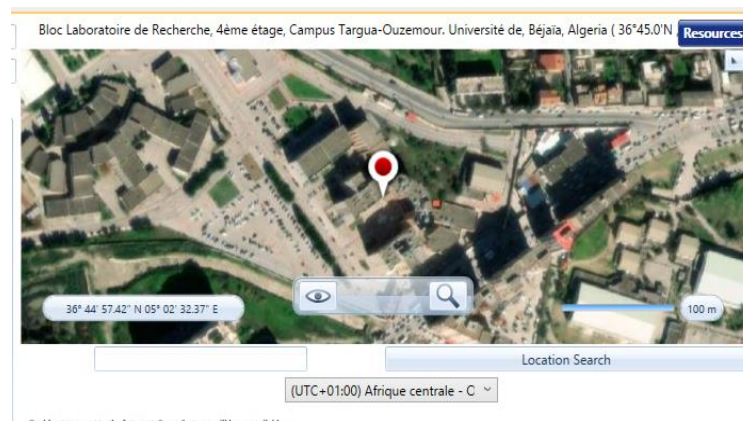 Bloc Laboratoire de Recherche, 4ème étage, Campus Targua-Ouzemour. Université de, Béjaïa, Algeria ( 36°45.0'N ,
Resources
36° 44' 57.42" N 05° 02' 32.37" E
100 m
Location Search
(UTC+01:00) Afrique centrale - O